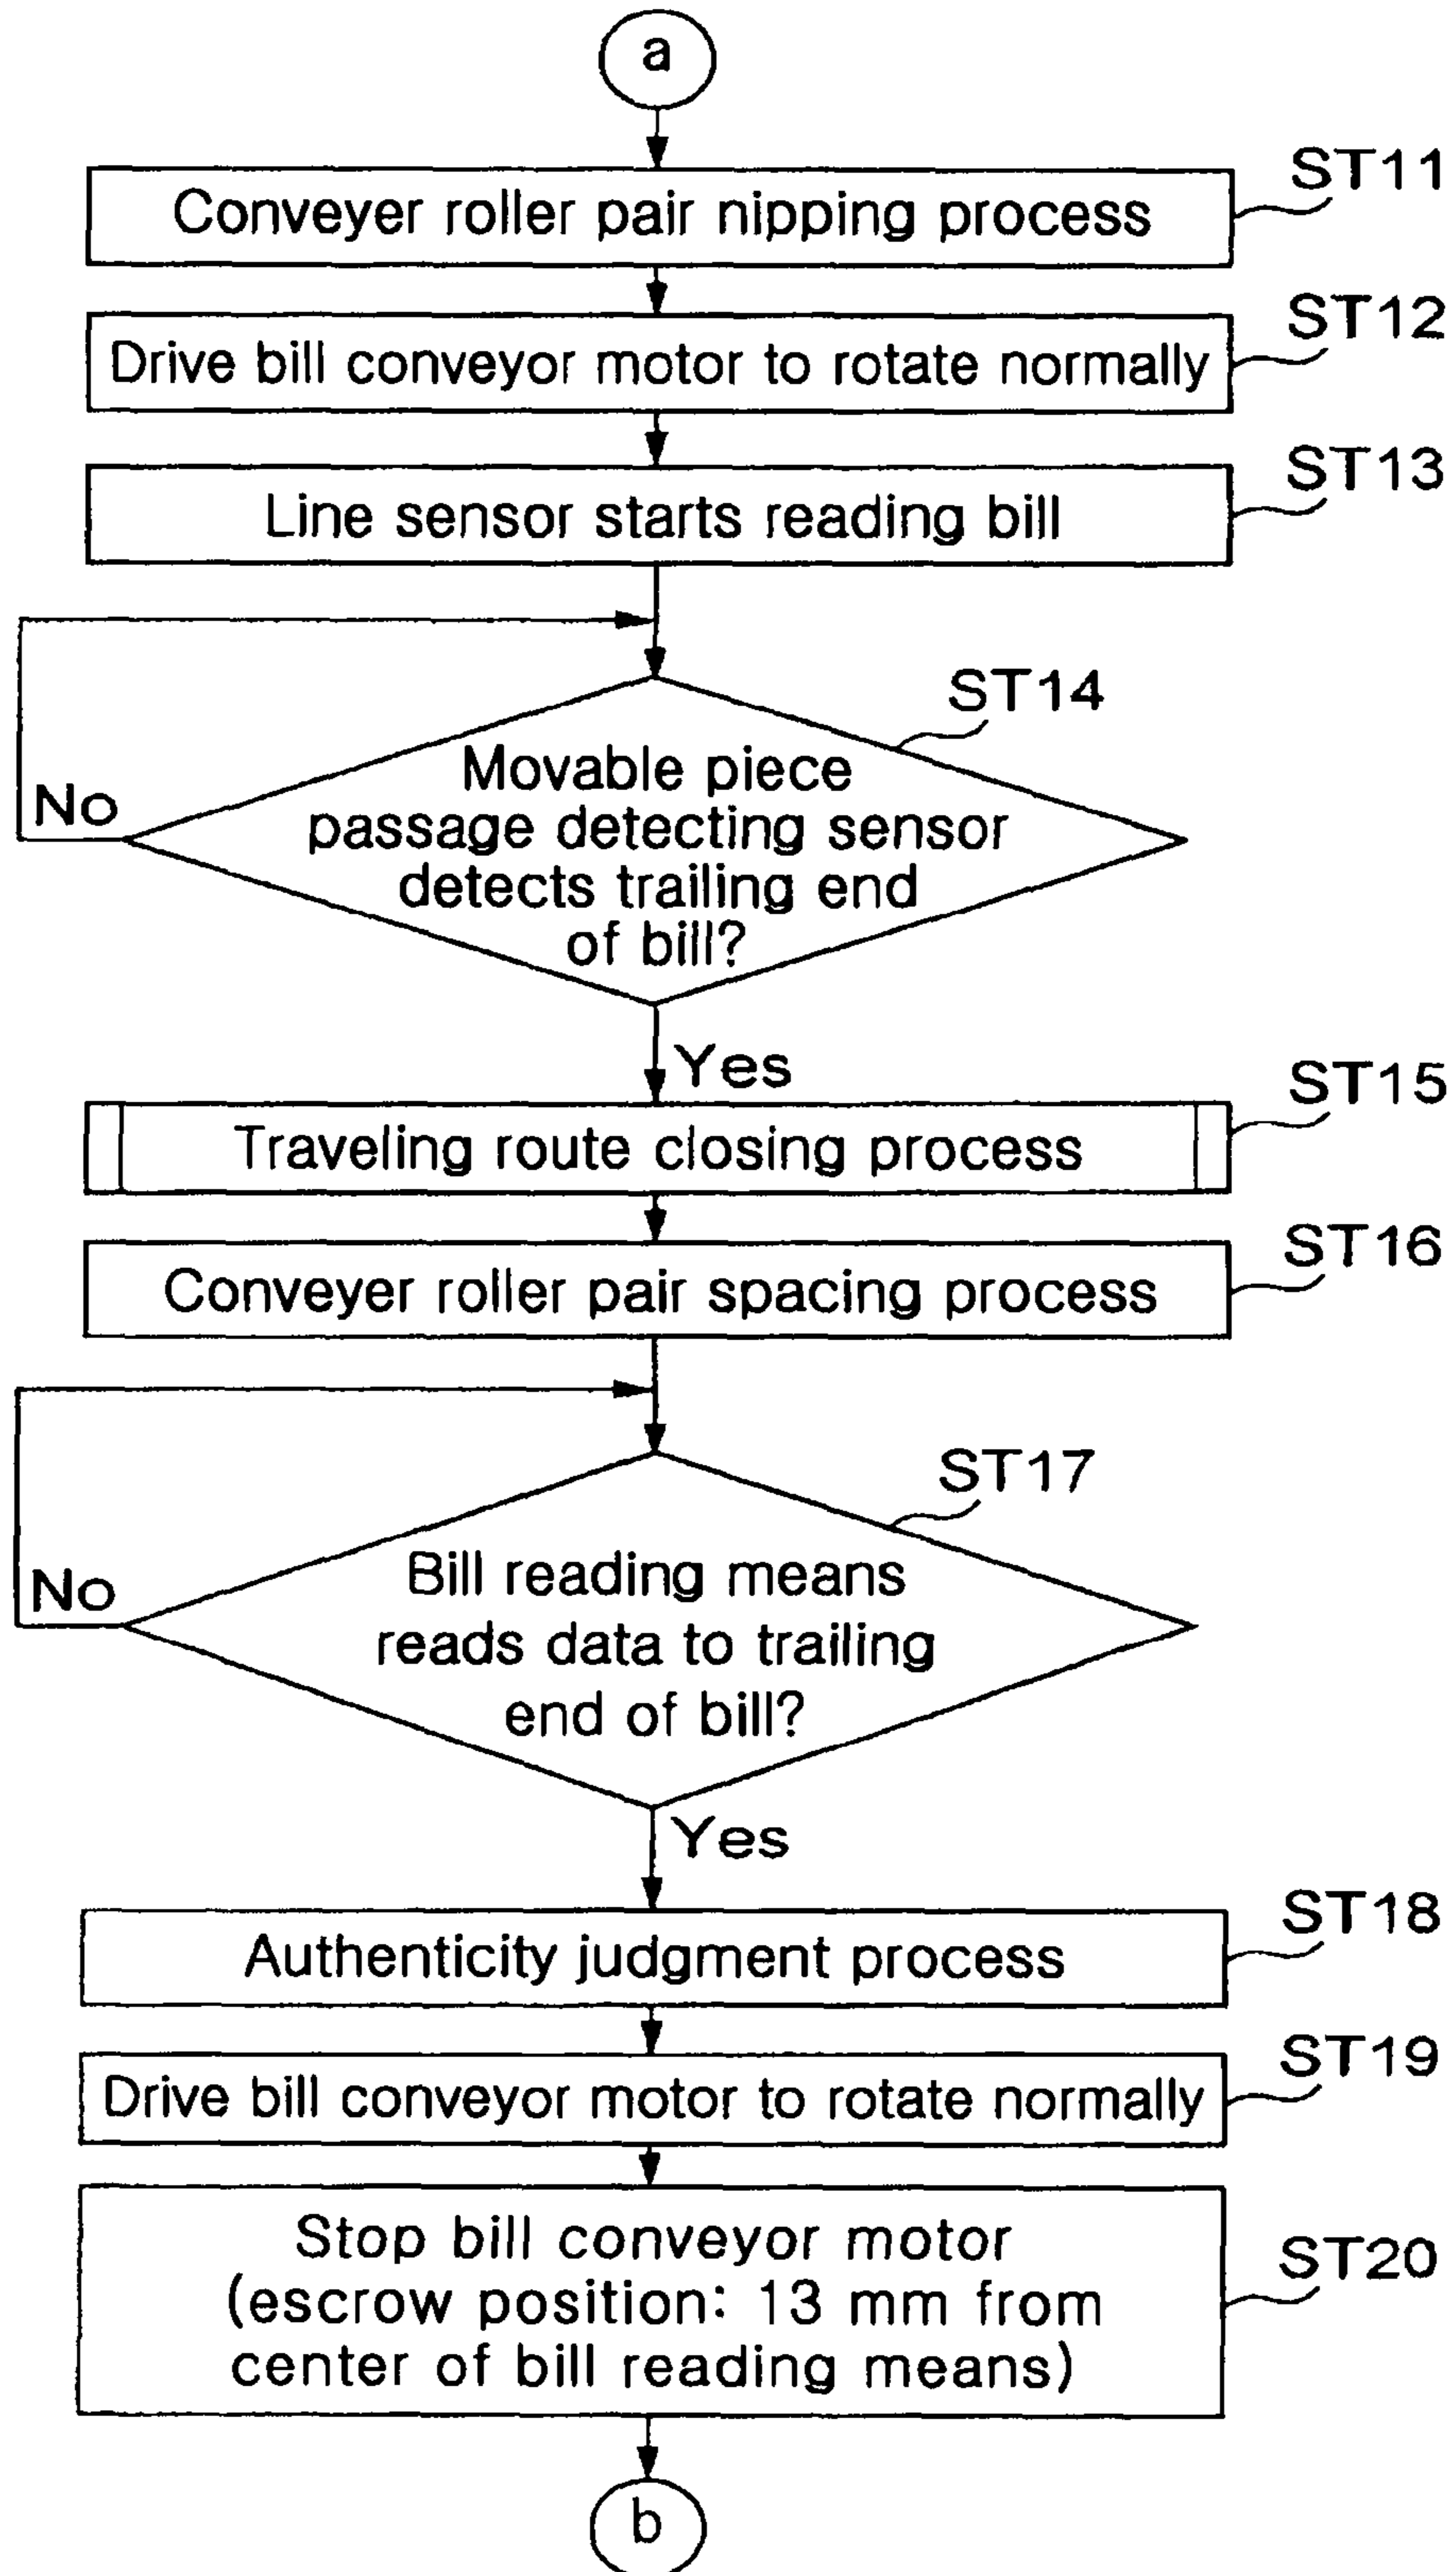 a
Conveyer roller pair nipping process
ST11
Drive bill conveyor motor to rotate normally
ST12
Line sensor starts reading bill
ST13
ST14
Movable piece
passage detecting sensor
detects trailing end
of bill?
No
Yes
Traveling route closing process
ST15
Conveyer roller pair spacing process
ST16
ST17
Bill reading means
reads data to trailing
end of bill?
No
Yes
Authenticity judgment process
ST18
Drive bill conveyor motor to rotate normally
ST19
Stop bill conveyor motor
(escrow position: 13 mm from
center of bill reading means)
ST20
b